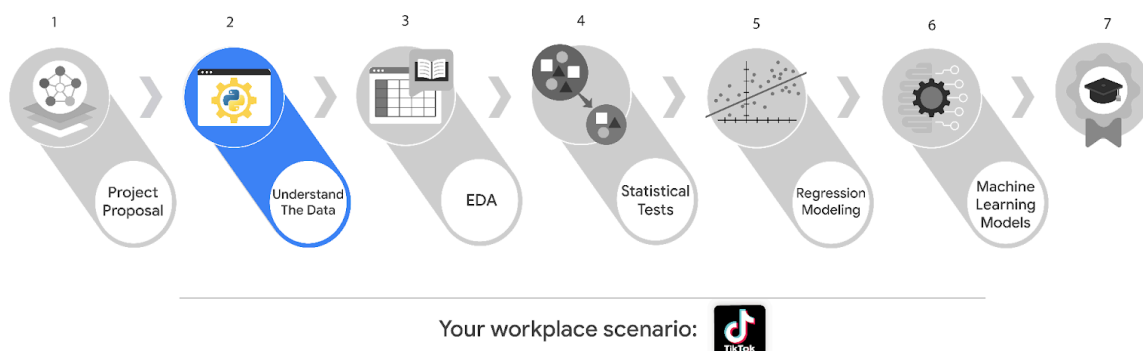 1
2
3
4
5
6
7
Project
Proposal
Understand
The Data
EDA
Statistical
Tests
Regression
Modeling
Machine
Learning
Models
Your workplace scenario:
TikTok